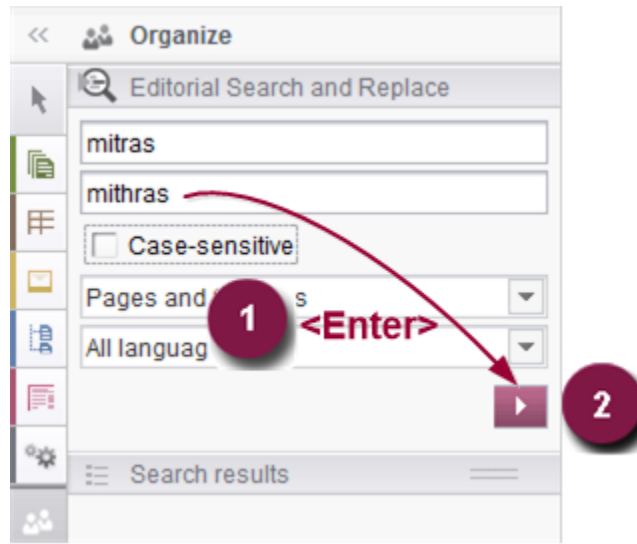 Organize
Editorial Search and Replace
mitras
mithras
Case-sensitive
Pages and s
1 <Enter>
All languag
2
Search results